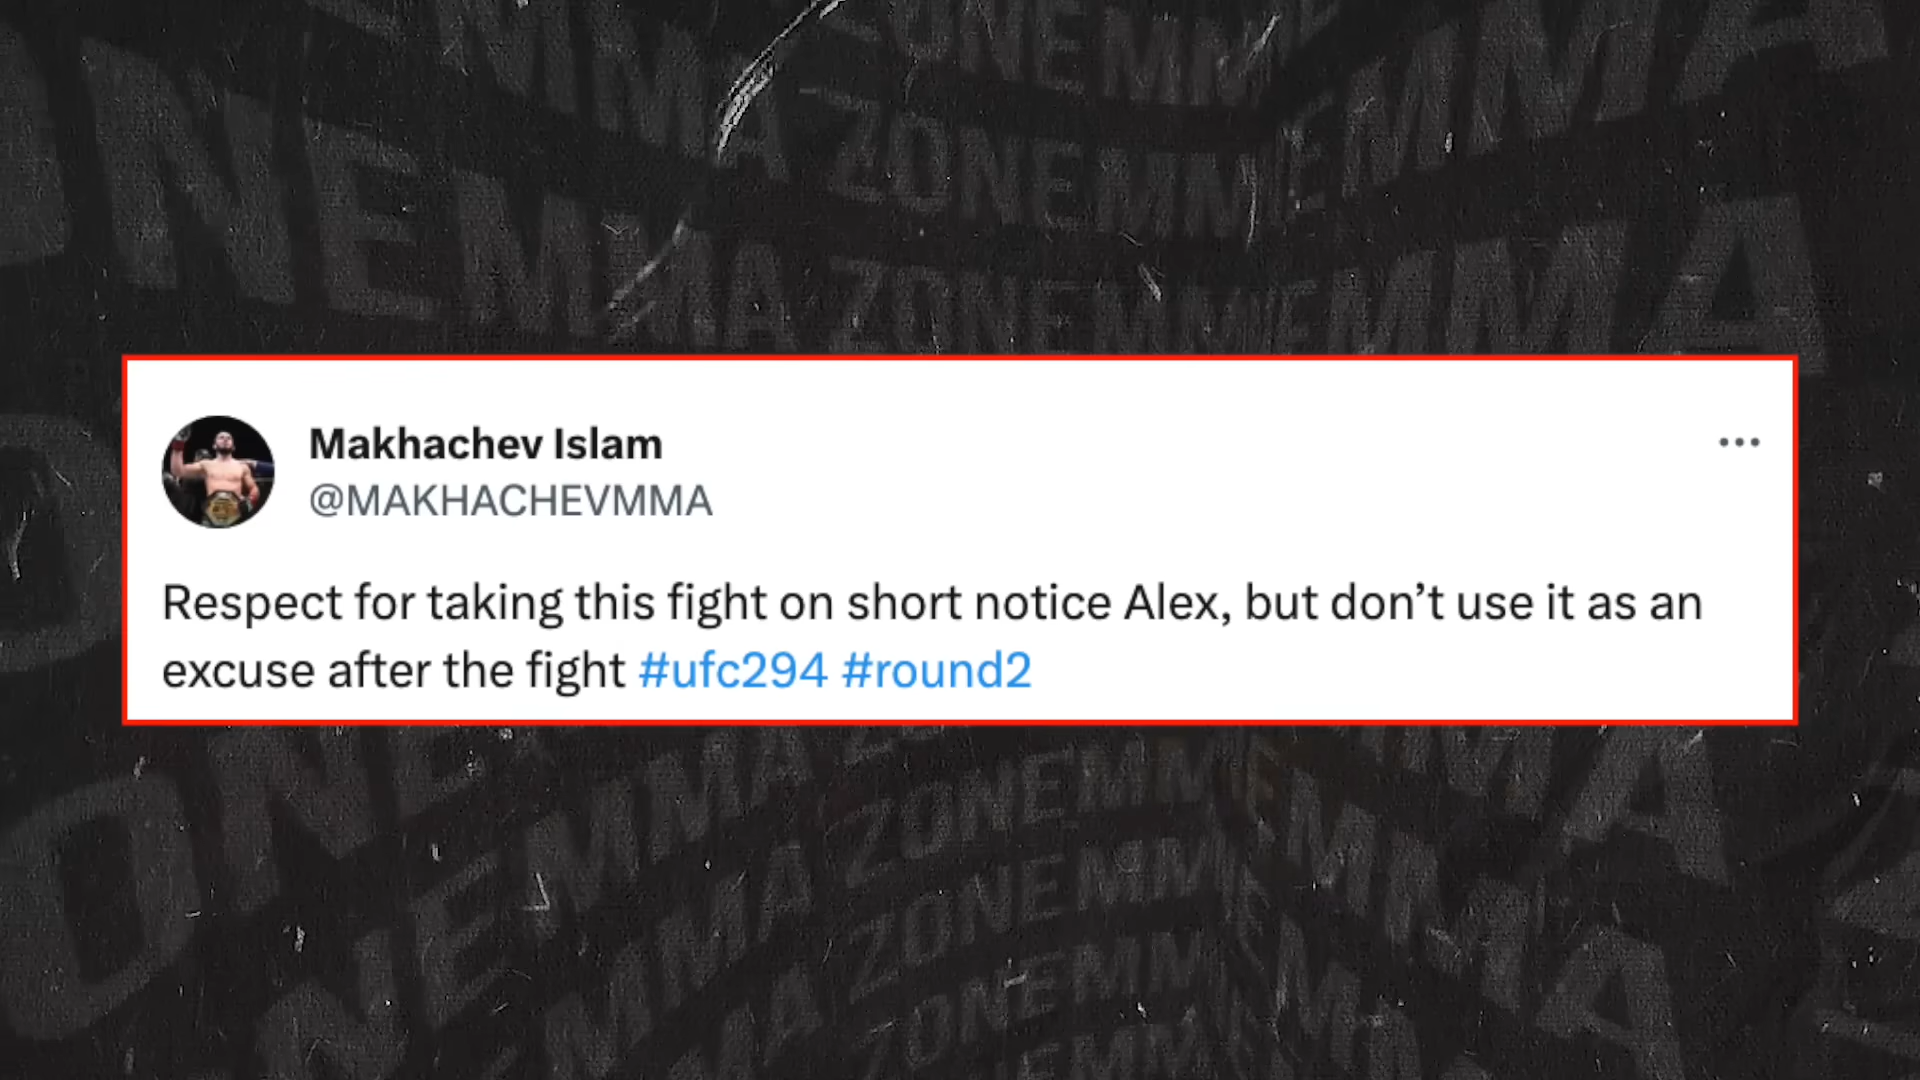 Makhachev Islam
@MAKHACHEVMMA
Respect for taking this fight on short notice Alex, but don’t use it as an
excuse after the fight #ufc294 #round2